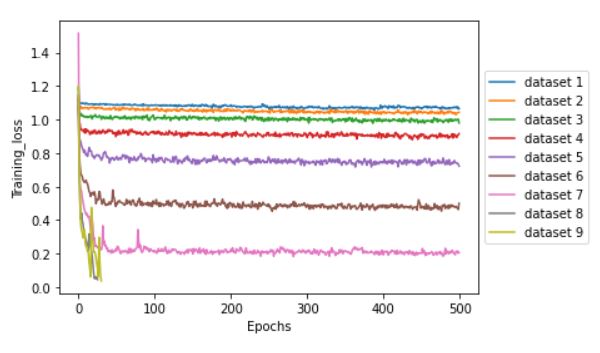 Training_loss
1.4
1.2
1.0
0.8
0.6
0.4
0.2
0.0
0 100 200 300 400 500
Epochs
dataset 1
dataset 2
dataset 3
dataset 4
dataset 5
dataset 6
dataset 7
dataset 8
dataset 9